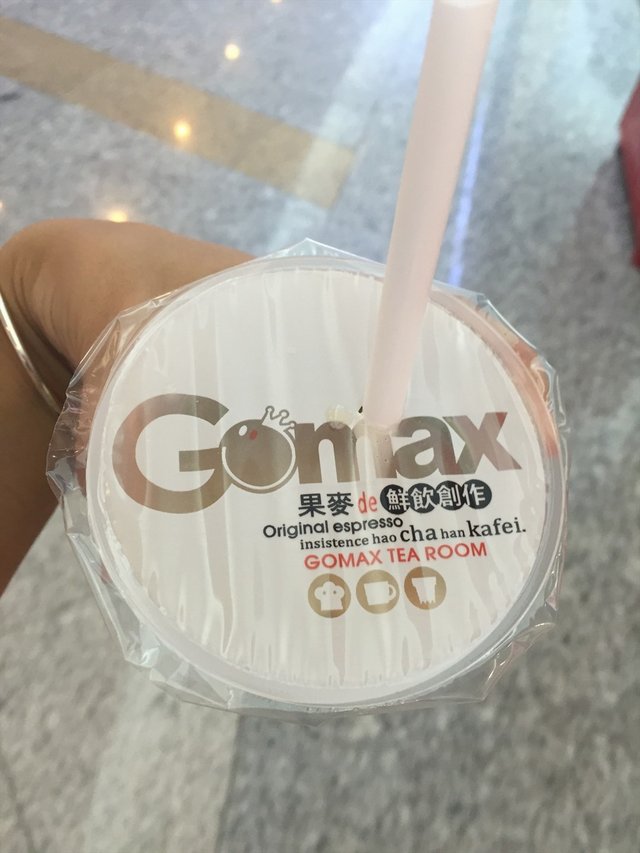 Gomax
果麥de鮮飲創作
Original espresso
insistence hao cha han kafei.
GOMAX TEA ROOM